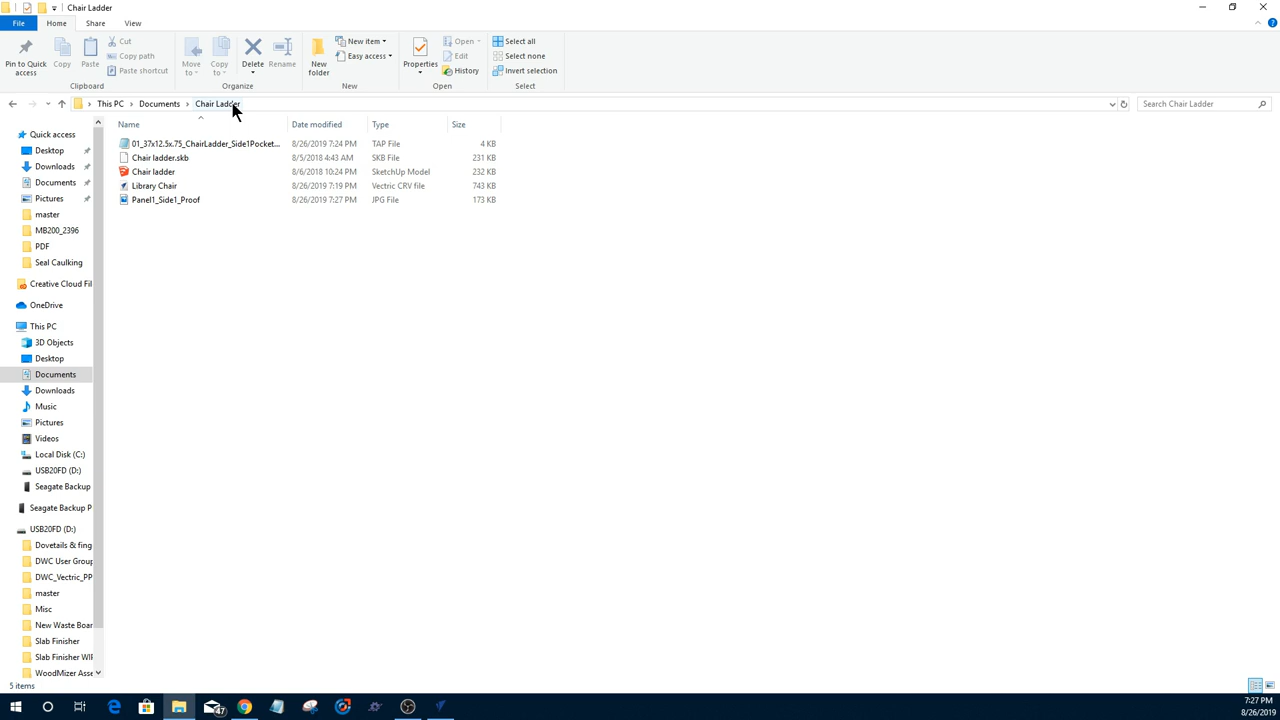 Chair Ladder
File Home Share View
Pin to Quick access
Copy
Paste
Cut
Copy path
Paste shortcut
Clipboard
Move to
Copy to
Delete
Rename
Organize
New folder
New item
Easy access
New
Properties
Open
Edit
History
Open
Select all
Select none
Invert selection
Select
This PC Documents Chair Ladder
Search Chair Ladder
Name Date modified Type Size
01_37x12.5x.75_ChairLadder_Side1Pocket... 8/26/2019 7:24 PM TAP File 4 KB
Chair ladder.skb 8/5/2018 4:43 AM SKB File 231 KB
Chair ladder 8/6/2018 10:24 PM SketchUp Model 232 KB
Library Chair 8/26/2019 7:19 PM Vectric CRV file 743 KB
Panel1_Side1_Proof 8/26/2019 7:27 PM JPG File 173 KB
Quick access
Desktop
Downloads
Documents
Pictures
master
MB200_2396
PDF
Seal Caulking
Creative Cloud Fil
OneDrive
This PC
3D Objects
Desktop
Documents
Downloads
Music
Pictures
Videos
Local Disk (C:)
USB20FD (D:)
Seagate Backup
Seagate Backup P
USB20FD (D:)
Dovetails & fing
DWC User Group
DWC_Vectric_PP
master
Misc
New Waste Boar
Slab Finisher
Slab Finisher WIP
WoodMizer Asse
5 items
47
7:27 PM
8/26/2019